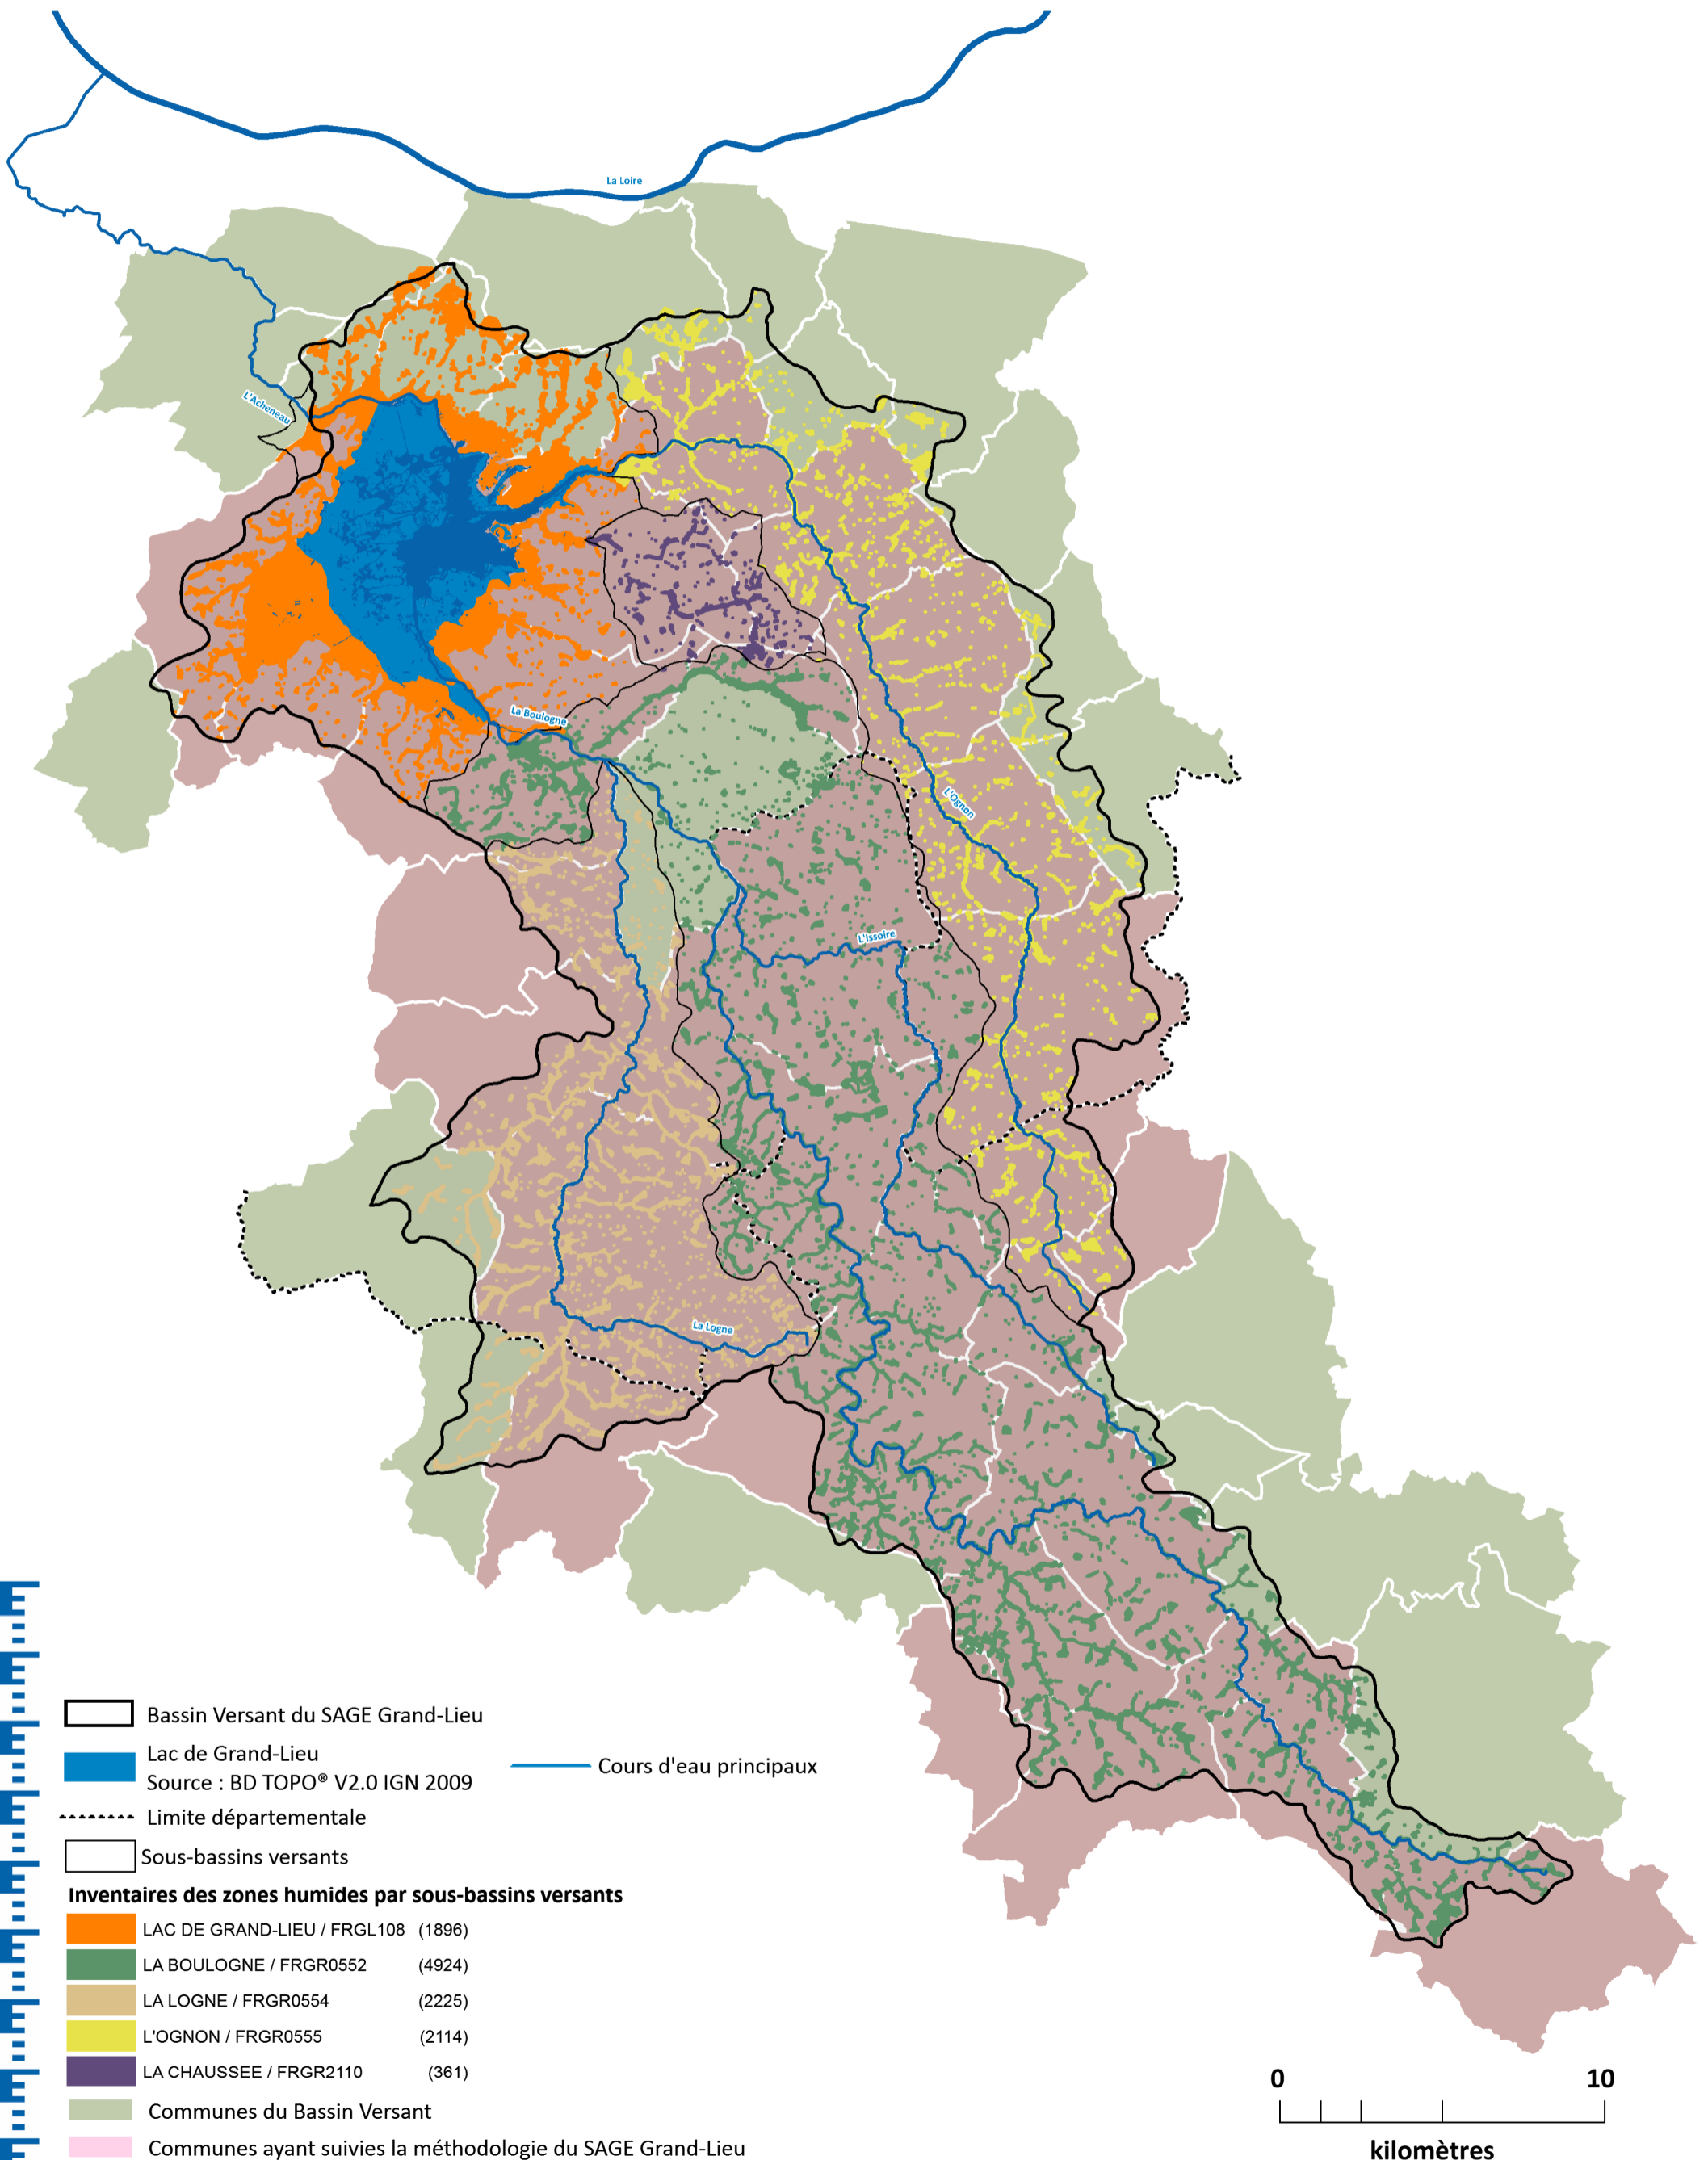 La Loire
L'Acheneau
La Boulogne
L'Ognon
L'Issoire
La Logne
Bassin Versant du SAGE Grand-Lieu
Lac de Grand-Lieu
Source : BD TOPO® V2.0 IGN 2009
Cours d'eau principaux
Limite départementale
Sous-bassins versants
Inventaires des zones humides par sous-bassins versants
LAC DE GRAND-LIEU / FRGL108 (1896)
LA BOULOGNE / FRGR0552 (4924)
LA LOGNE / FRGR0554 (2225)
L'OGNON / FRGR0555 (2114)
LA CHAUSSEE / FRGR2110 (361)
Communes du Bassin Versant
Communes ayant suivies la méthodologie du SAGE Grand-Lieu
0 10
kilomètres